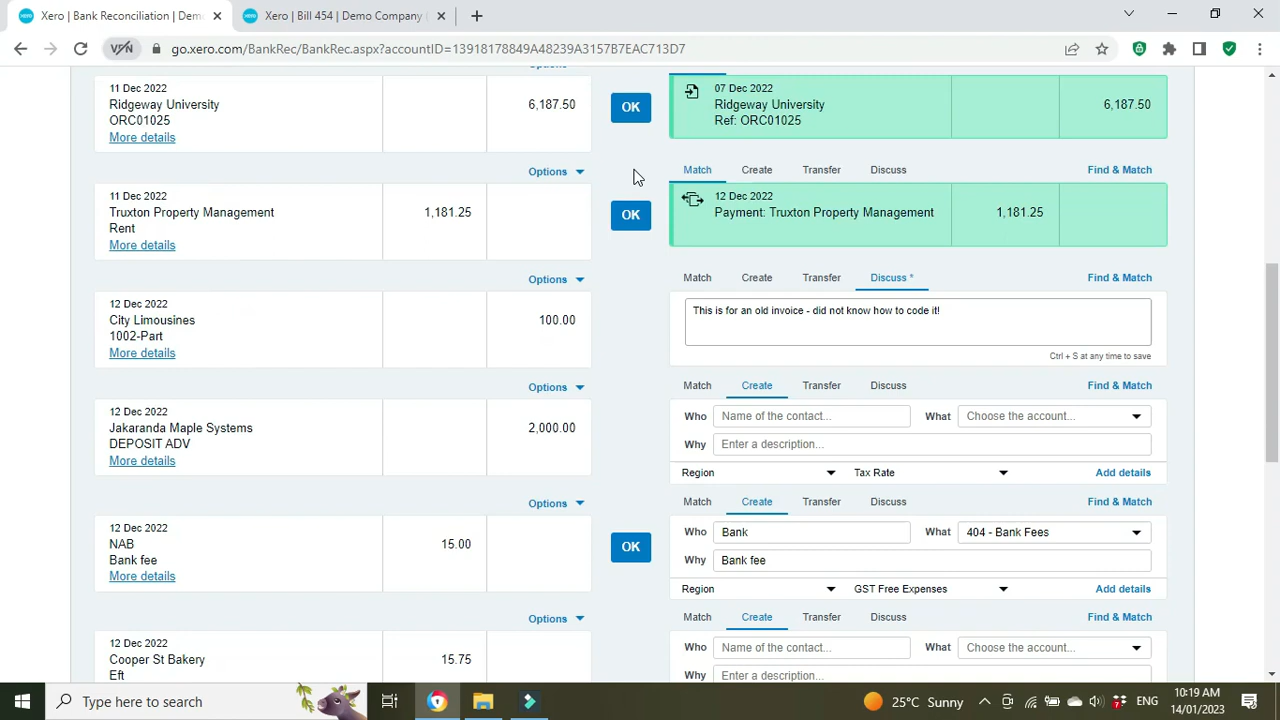 Xero | Bank Reconciliation | Demo
Xero | Bill 454 | Demo Company (
VPN
go.xero.com/BankRec/BankRec.aspx?accountID=13918178849A48239A3157B7EAC713D7
Options
11 Dec 2022
Ridgeway University
ORC01025
More details
6,187.50
OK
07 Dec 2022
Ridgeway University
Ref: ORC01025
6,187.50
Options
Match Create Transfer Discuss Find & Match
11 Dec 2022
Truxton Property Management
Rent
More details
1,181.25
OK
12 Dec 2022
Payment: Truxton Property Management
1,181.25
Options
Match Create Transfer Discuss * Find & Match
12 Dec 2022
City Limousines
1002-Part
More details
100.00
This is for an old invoice - did not know how to code it!
Ctrl + S at any time to save
Options
Match Create Transfer Discuss Find & Match
12 Dec 2022
Jakaranda Maple Systems
DEPOSIT ADV
More details
2,000.00
Who Name of the contact... What Choose the account...
Why Enter a description...
Region Tax Rate Add details
Options
Match Create Transfer Discuss Find & Match
12 Dec 2022
NAB
Bank fee
More details
15.00
OK
Who Bank What 404 - Bank Fees
Why Bank fee
Region GST Free Expenses Add details
Options
Match Create Transfer Discuss Find & Match
12 Dec 2022
Cooper St Bakery
Eft
15.75
Who Name of the contact... What Choose the account...
Why Enter a description...
Type here to search
25°C Sunny
ENG
10:19 AM
14/01/2023